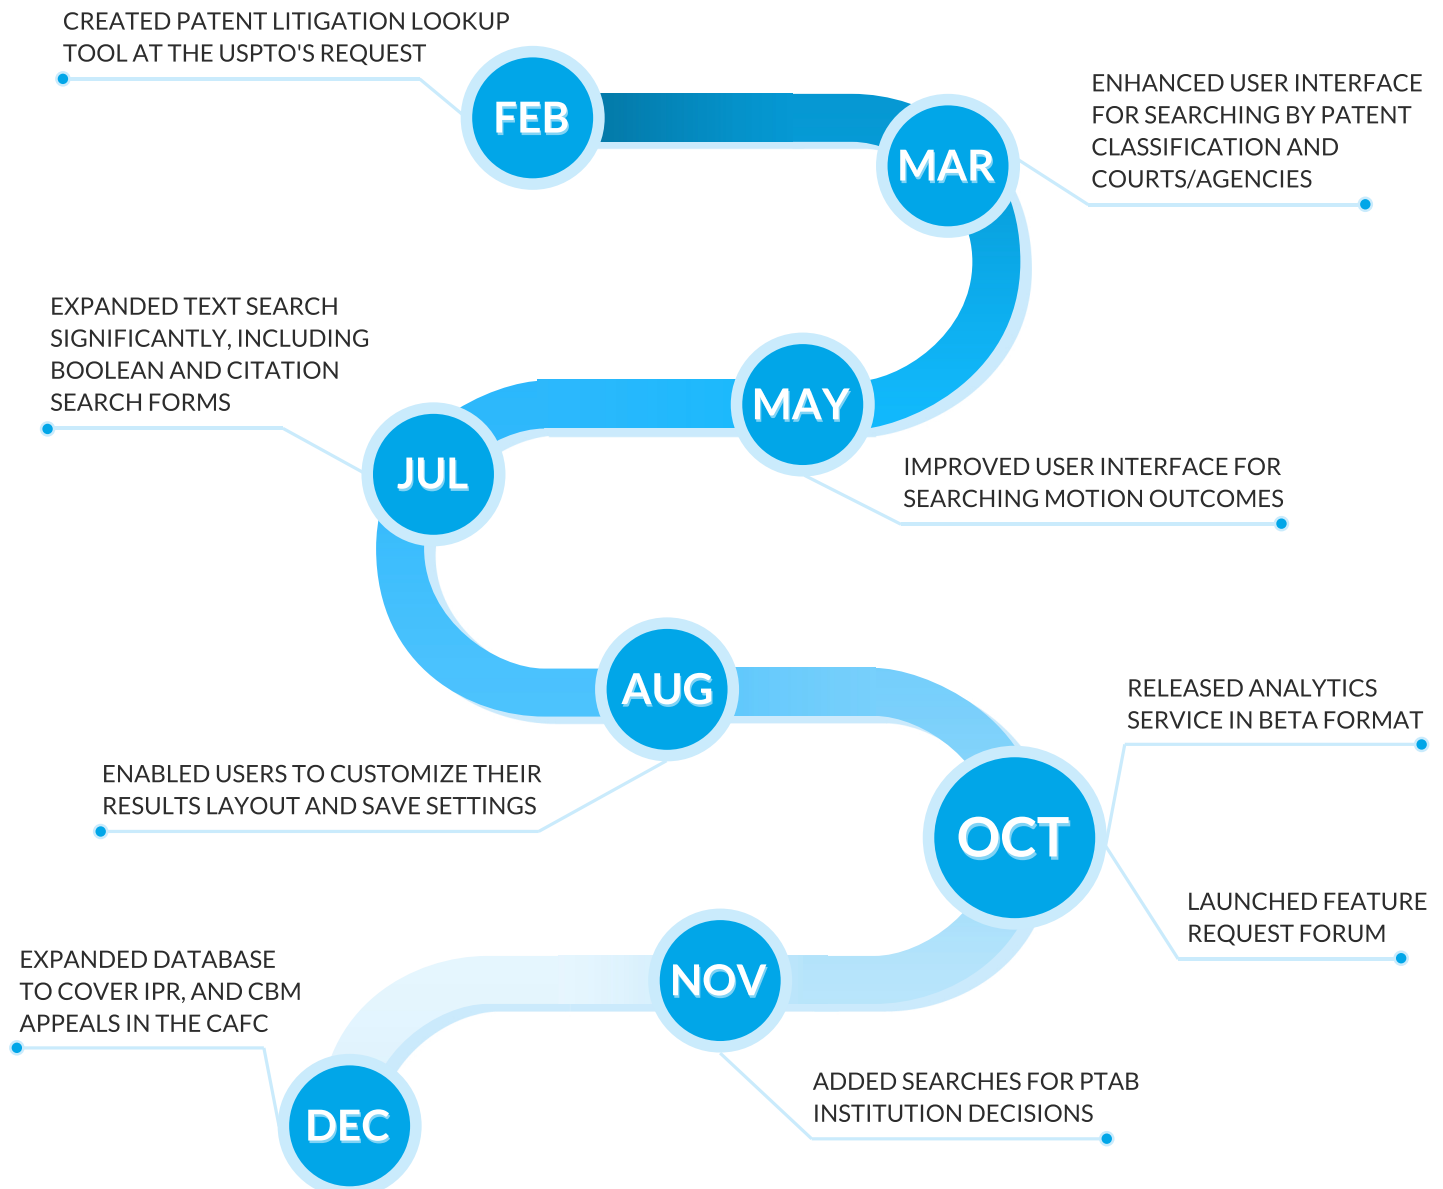 CREATED PATENT LITIGATION LOOKUP
TOOL AT THE USPTO'S REQUEST
FEB
MAR
ENHANCED USER INTERFACE
FOR SEARCHING BY PATENT
CLASSIFICATION AND
COURTS/AGENCIES
MAY
IMPROVED USER INTERFACE FOR
SEARCHING MOTION OUTCOMES
EXPANDED TEXT SEARCH
SIGNIFICANTLY, INCLUDING
BOOLEAN AND CITATION
SEARCH FORMS
JUL
AUG
ENABLED USERS TO CUSTOMIZE THEIR
RESULTS LAYOUT AND SAVE SETTINGS
OCT
RELEASED ANALYTICS
SERVICE IN BETA FORMAT
LAUNCHED FEATURE
REQUEST FORUM
NOV
ADDED SEARCHES FOR PTAB
INSTITUTION DECISIONS
EXPANDED DATABASE
TO COVER IPR, AND CBM
APPEALS IN THE CAFC
DEC